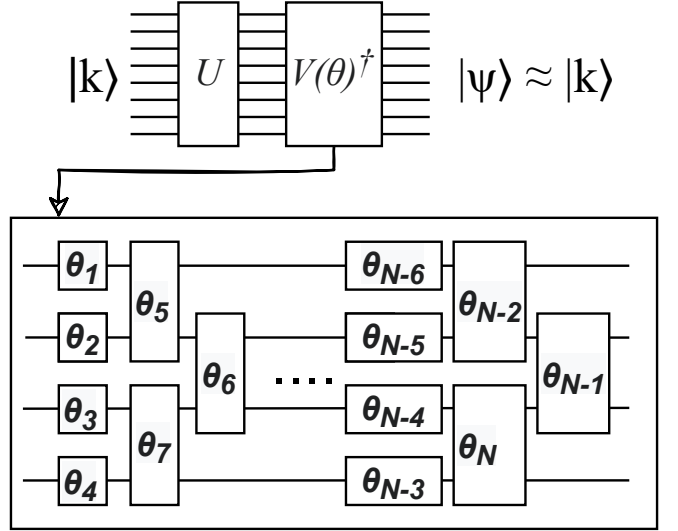 |k⟩ U V(θ)† |ψ⟩ ≈ |k⟩
θ1 θ5 θN-6 θN-2
θ2 θN-5
θ6 .... θN-1
θ3 θ7 θN-4 θN
θ4 θN-3